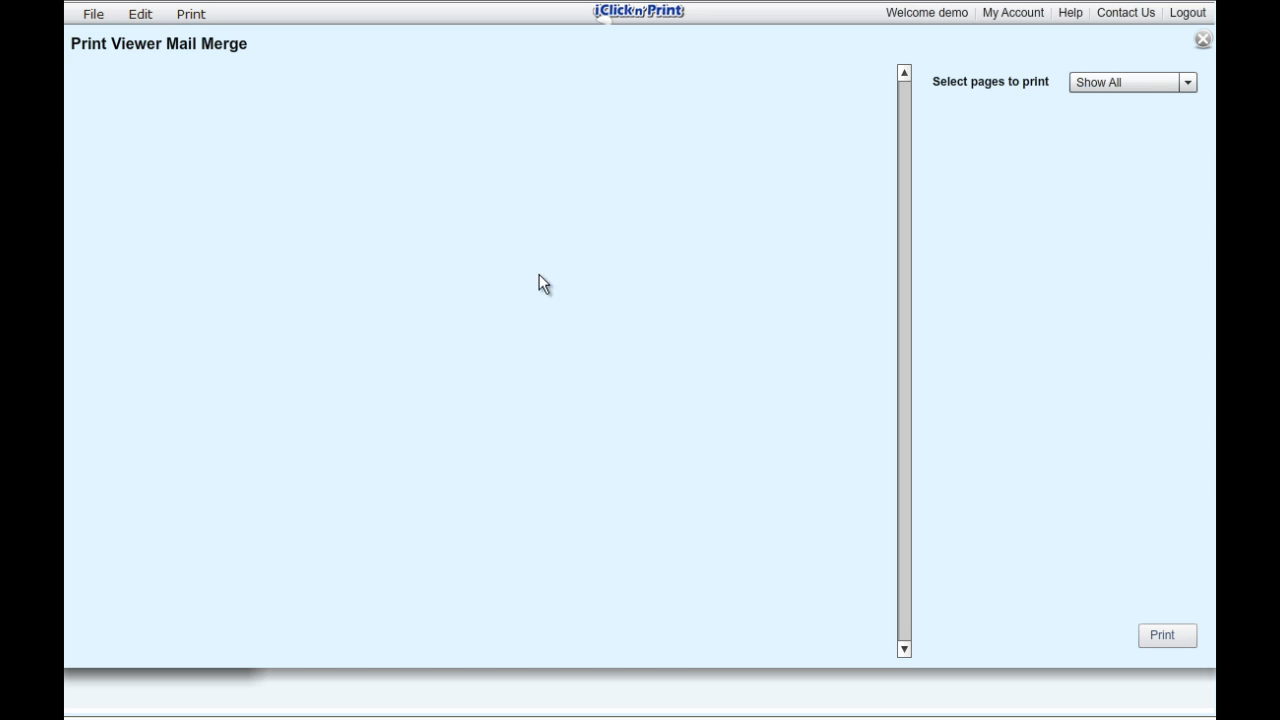 File Edit Print iClick n' Print Welcome demo My Account Help Contact Us Logout
Print Viewer Mail Merge
Select pages to print Show All
Print